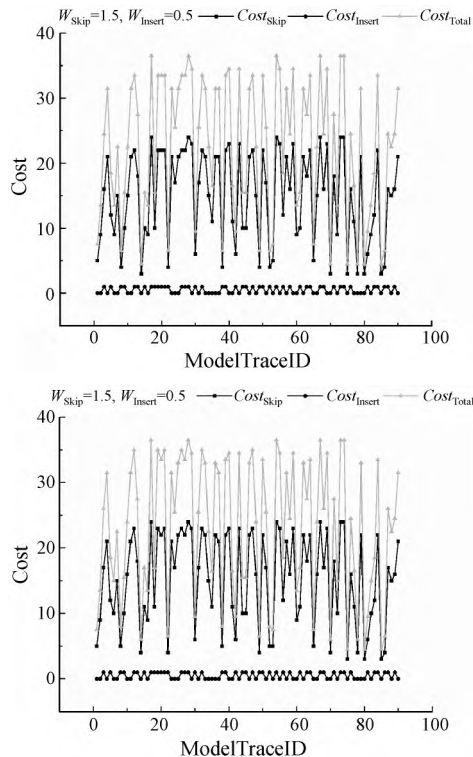 W_Skip=1.5, W_Insert=0.5 Cost_Skip Cost_Insert Cost_Total
40
30
20
10
0
Cost
0 20 40 60 80 100
ModelTraceID
W_Skip=1.5, W_Insert=0.5 Cost_Skip Cost_Insert Cost_Total
40
30
20
10
0
Cost
0 20 40 60 80 100
ModelTraceID